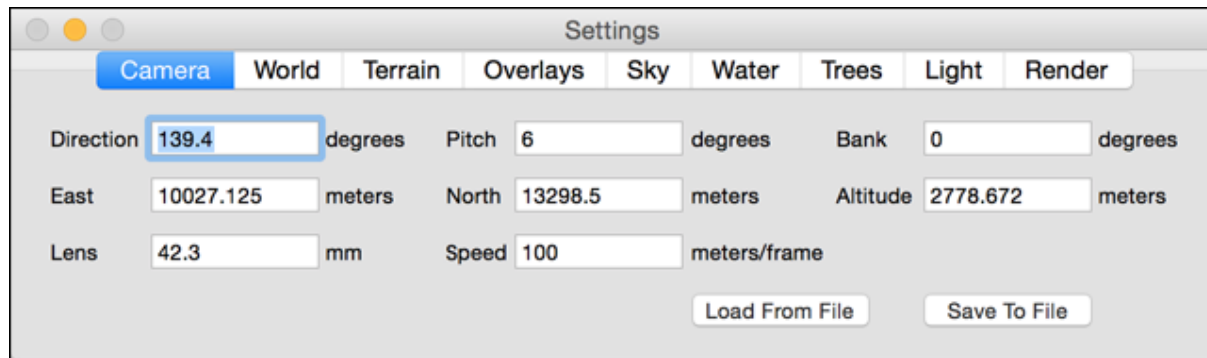 Settings
Camera World Terrain Overlays Sky Water Trees Light Render
Direction 139.4 degrees Pitch 6 degrees Bank 0 degrees
East 10027.125 meters North 13298.5 meters Altitude 2778.672 meters
Lens 42.3 mm Speed 100 meters/frame
Load From File Save To File